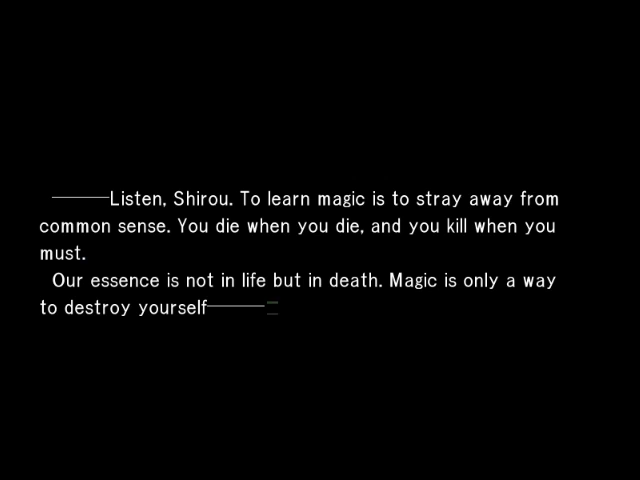 ———Listen, Shirou. To learn magic is to stray away from
common sense. You die when you die, and you kill when you
must.
Our essence is not in life but in death. Magic is only a way
to destroy yourself———